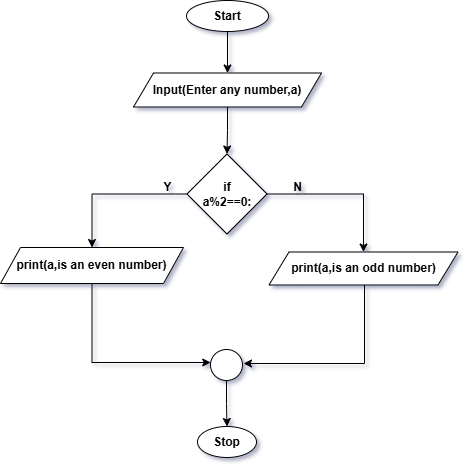 Start
Input(Enter any number,a)
if
a%2==0:
Y
N
print(a,is an even number)
print(a,is an odd number)
Stop